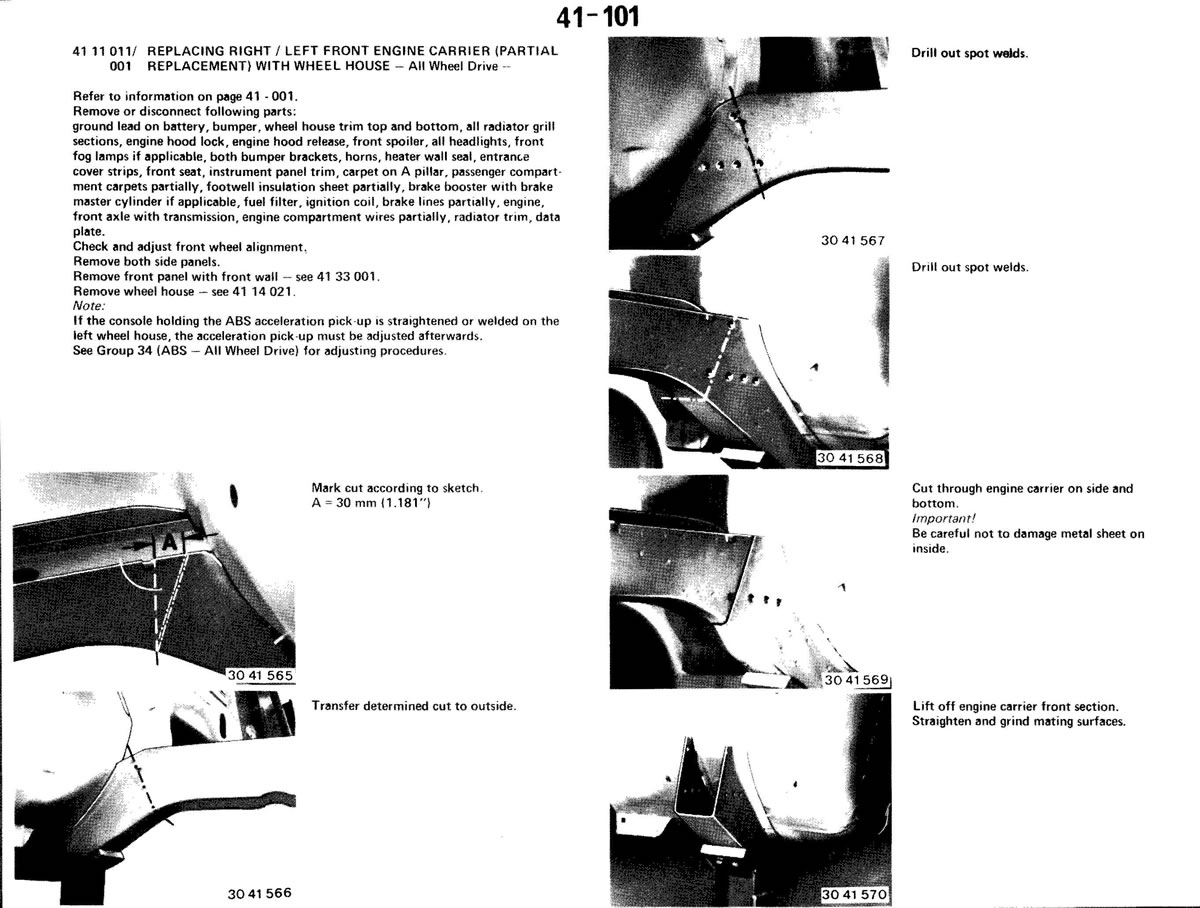 41-101
41 11 011/ REPLACING RIGHT / LEFT FRONT ENGINE CARRIER (PARTIAL
001 REPLACEMENT) WITH WHEEL HOUSE – All Wheel Drive –
Refer to information on page 41 - 001.
Remove or disconnect following parts:
ground lead on battery, bumper, wheel house trim top and bottom, all radiator grill
sections, engine hood lock, engine hood release, front spoiler, all headlights, front
fog lamps if applicable, both bumper brackets, horns, heater wall seal, entrance
cover strips, front seat, instrument panel trim, carpet on A pillar, passenger compart-
ment carpets partially, footwell insulation sheet partially, brake booster with brake
master cylinder if applicable, fuel filter, ignition coil, brake lines partially, engine,
front axle with transmission, engine compartment wires partially, radiator trim, data
plate.
Check and adjust front wheel alignment.
Remove both side panels.
Remove front panel with front wall – see 41 33 001.
Remove wheel house – see 41 14 021.
Note:
If the console holding the ABS acceleration pick-up is straightened or welded on the
left wheel house, the acceleration pick-up must be adjusted afterwards.
See Group 34 (ABS – All Wheel Drive) for adjusting procedures.
A
30 41 565
Mark cut according to sketch.
A = 30 mm (1.181")
30 41 566
Transfer determined cut to outside.
30 41 567
Drill out spot welds.
30 41 568
Drill out spot welds.
30 41 569
Cut through engine carrier on side and
bottom.
Important!
Be careful not to damage metal sheet on
inside.
30 41 570
Lift off engine carrier front section.
Straighten and grind mating surfaces.